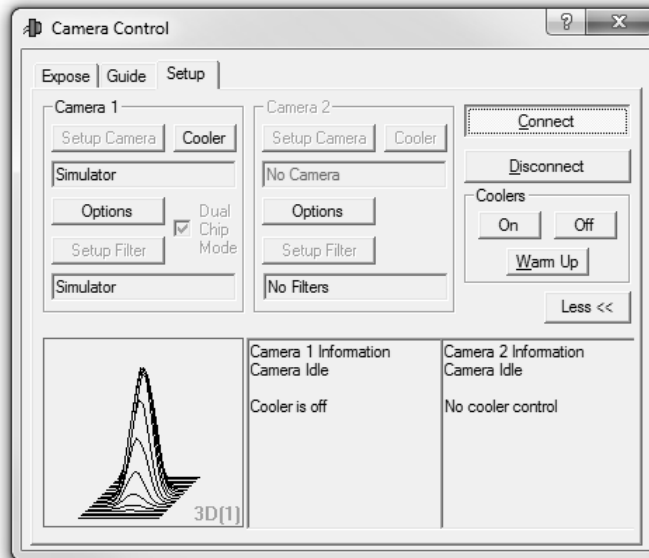 Camera Control
Expose
Guide
Setup
Camera 1
Setup Camera
Cooler
Simulator
Options
Dual
Chip
Mode
Setup Filter
Simulator
Camera 2
Setup Camera
Cooler
No Camera
Options
Setup Filter
No Filters
Connect
Disconnect
Coolers
On
Off
Warm Up
Less <<
3D(1)
Camera 1 Information
Camera Idle
Cooler is off
Camera 2 Information
Camera Idle
No cooler control